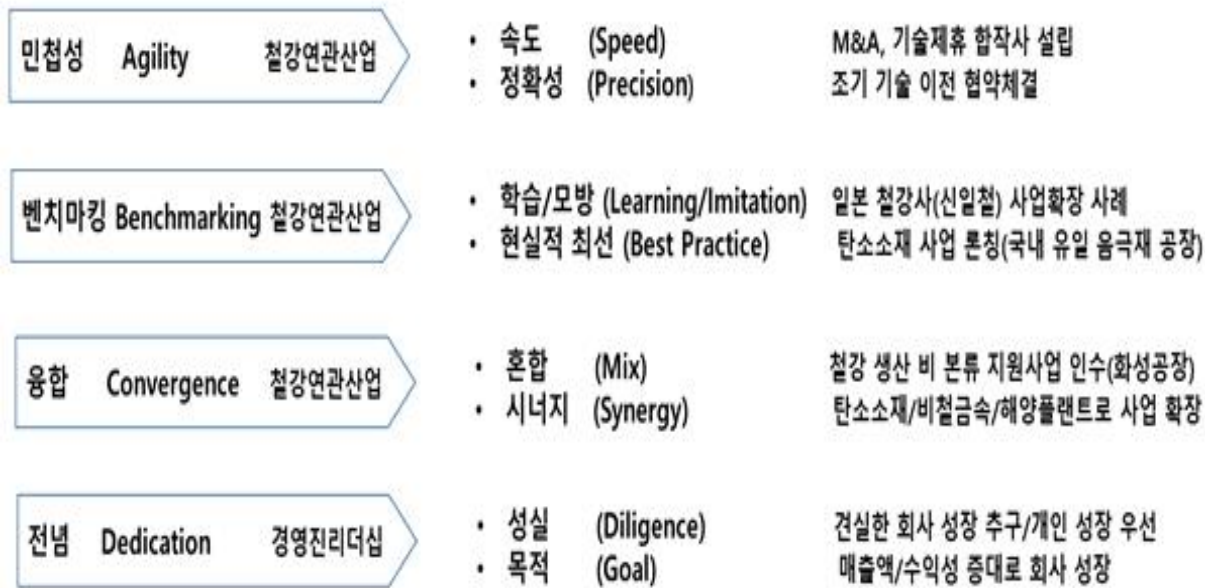 민첩성 Agility 철강연관산업
• 속도 (Speed) M&A, 기술제휴 합작사 설립
• 정확성 (Precision) 조기 기술 이전 협약체결
벤치마킹 Benchmarking 철강연관산업
• 학습/모방 (Learning/Imitation) 일본 철강사(신일철) 사업확장 사례
• 현실적 최선 (Best Practice) 탄소소재 사업 론칭(국내 유일 음극재 공장)
융합 Convergence 철강연관산업
• 혼합 (Mix) 철강 생산 비 본류 지원사업 인수(화성공장)
• 시너지 (Synergy) 탄소소재/비철금속/해양플랜트로 사업 확장
전념 Dedication 경영진리더십
• 성실 (Diligence) 견실한 회사 성장 추구/개인 성장 우선
• 목적 (Goal) 매출액/수익성 증대로 회사 성장